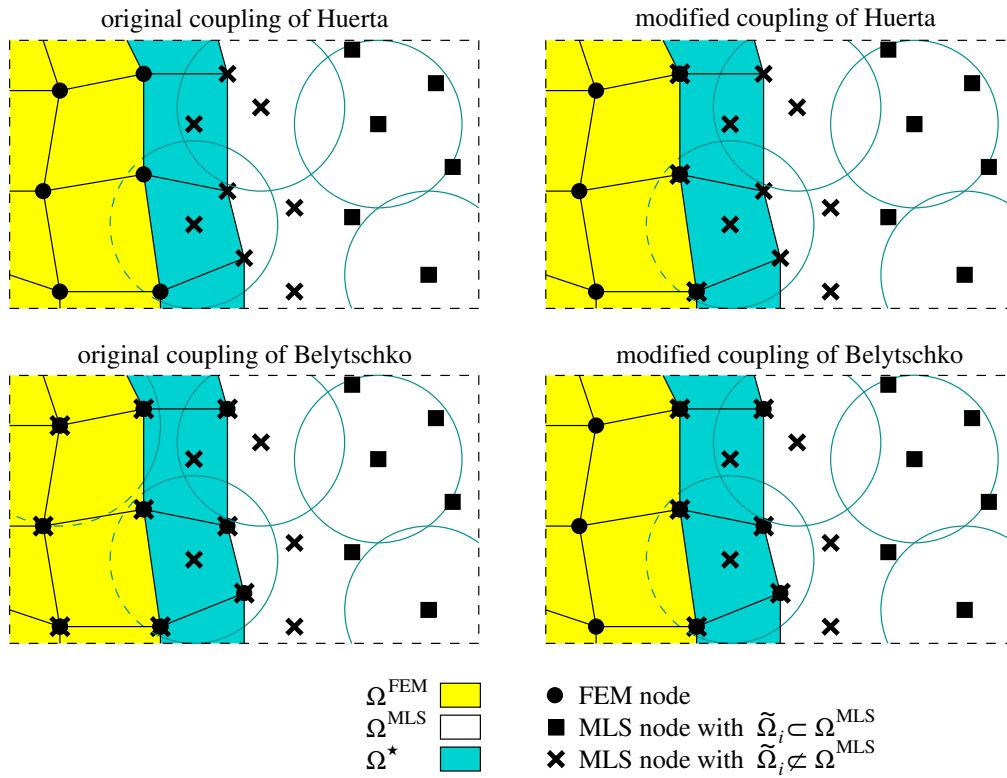 original coupling of Huerta
modified coupling of Huerta
original coupling of Belytschko
modified coupling of Belytschko
Ω^FEM
Ω^MLS
Ω^★
FEM node
MLS node with Ω̃_i ⊂ Ω^MLS
MLS node with Ω̃_i ⊄ Ω^MLS